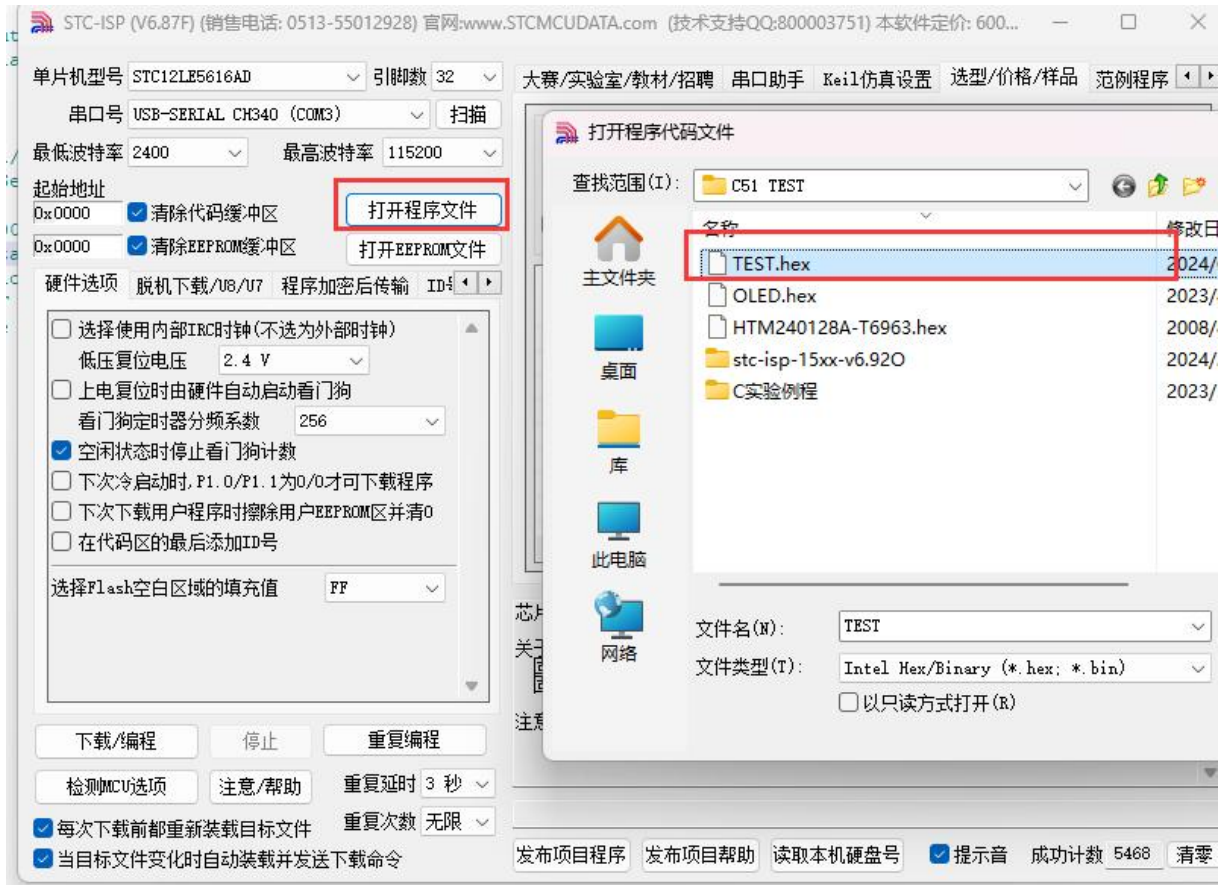 STC-ISP (V6.87F) (销售电话: 0513-55012928) 官网:www.STCMCUDATA.com (技术支持QQ:800003751) 本软件定价: 600...
单片机型号 STC12LE5616AD 引脚数 32
串口号 USB-SERIAL CH340 (COM3) 扫描
最低波特率 2400 最高波特率 115200
起始地址
0x0000 清除代码缓冲区 打开程序文件
0x0000 清除EEPROM缓冲区 打开EEPROM文件
硬件选项 脱机下载/U8/U7 程序加密后传输
选择使用内部IRC时钟(不选为外部时钟)
低压复位电压 2.4 V
上电复位时由硬件自动启动看门狗
看门狗定时器分频系数 256
空闲状态时停止看门狗计数
下次冷启动时,P1.0/P1.1为0/0才可下载程序
下次下载用户程序时擦除用户EEPROM区并清0
在代码区的最后添加ID号
选择Flash空白区域的填充值 FF
下载/编程 停止 重复编程
检测MCU选项 注意/帮助 重复延时 3 秒
每次下载前都重新装载目标文件 重复次数 无限
当目标文件变化时自动装载并发送下载命令
大赛/实验室/教材/招聘 串口助手 Keil仿真设置 选型/价格/样品 范例程序
打开程序代码文件
查找范围(I): C51 TEST
主文件夹
桌面
库
此电脑
网络
名称 修改日
TEST.hex 2024/
OLED.hex 2023/
HTM240128A-T6963.hex 2008/
stc-isp-15xx-v6.92O 2024/
C实验例程 2023/
文件名(N): TEST
文件类型(T): Intel Hex/Binary (*.hex; *.bin)
以只读方式打开(R)
发布项目程序 发布项目帮助 读取本机硬盘号 提示音 成功计数 5468 清零